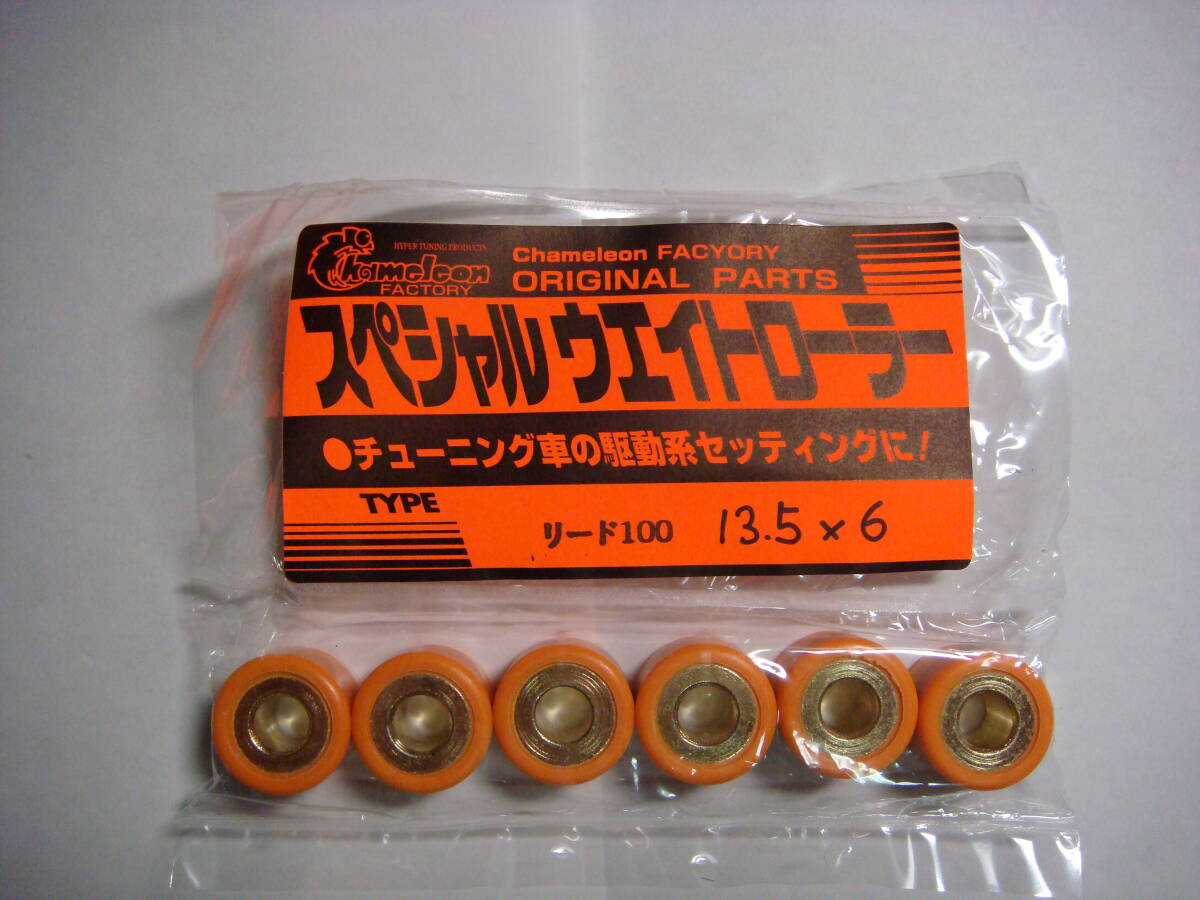 HYPER TUNING PRODUCTS
Chameleon
FACTORY
Chameleon FACYORY
ORIGINAL PARTS
スペシャルウエイトローラー
●チューニング車の駆動系セッティングに!
TYPE
リード100 13.5×6